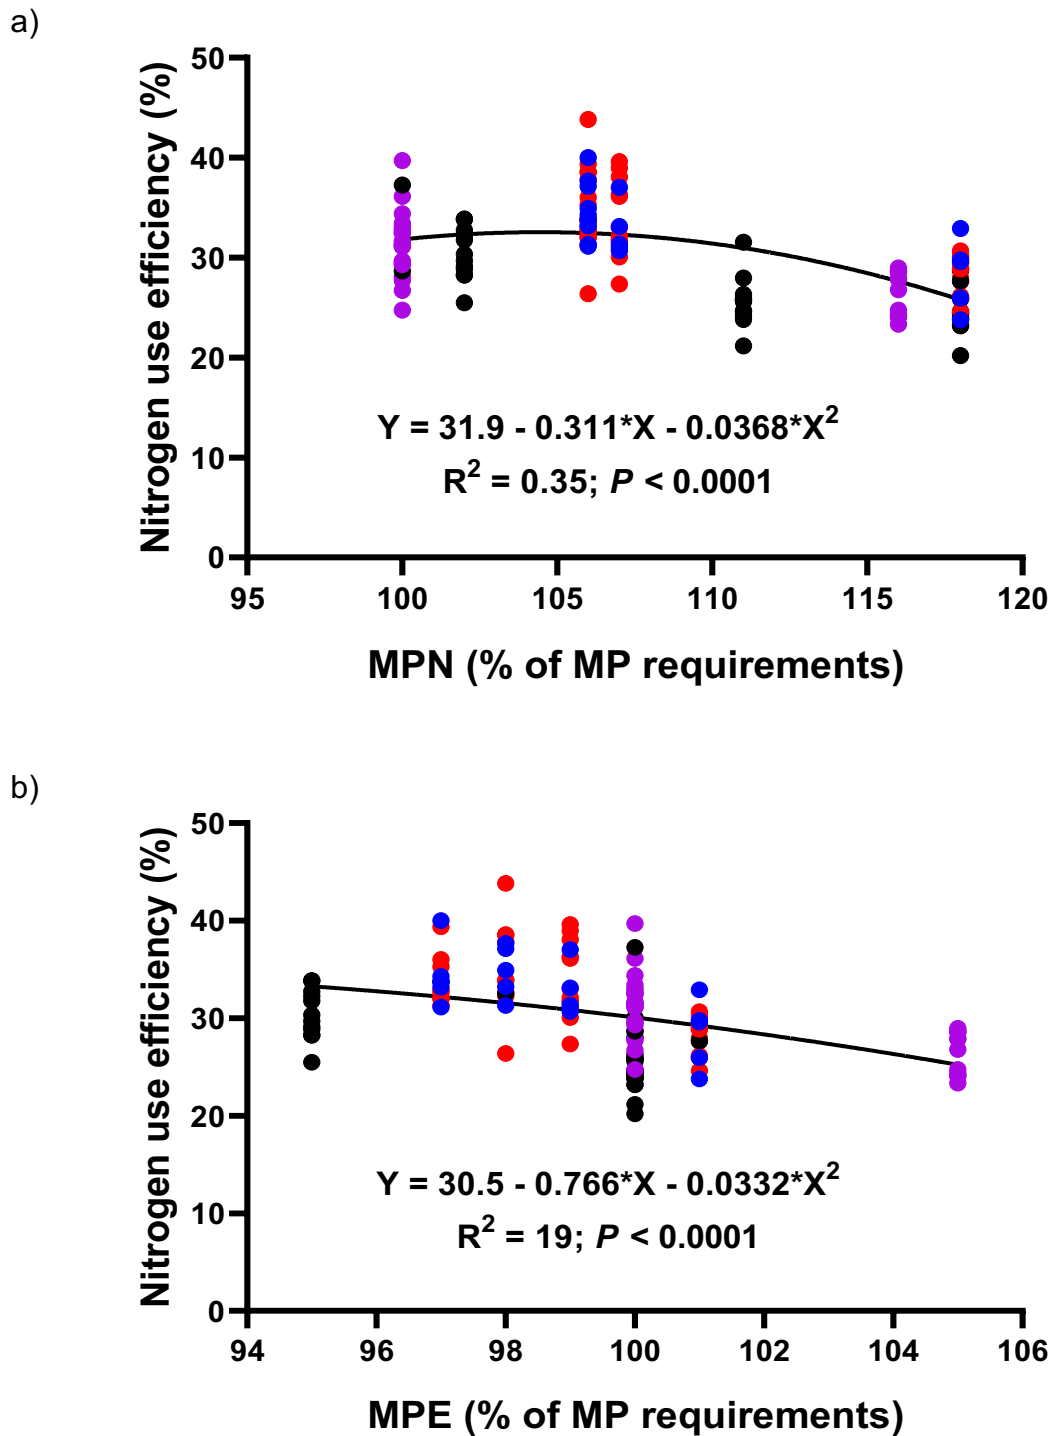 a)
Nitrogen use efficiency (%)
50
40
30
20
10
0
Y = 31.9 - 0.311*X - 0.0368*X²
R² = 0.35; P < 0.0001
95 100 105 110 115 120
MPN (% of MP requirements)
b)
Nitrogen use efficiency (%)
50
40
30
20
10
0
Y = 30.5 - 0.766*X - 0.0332*X²
R² = 19; P < 0.0001
94 96 98 100 102 104 106
MPE (% of MP requirements)